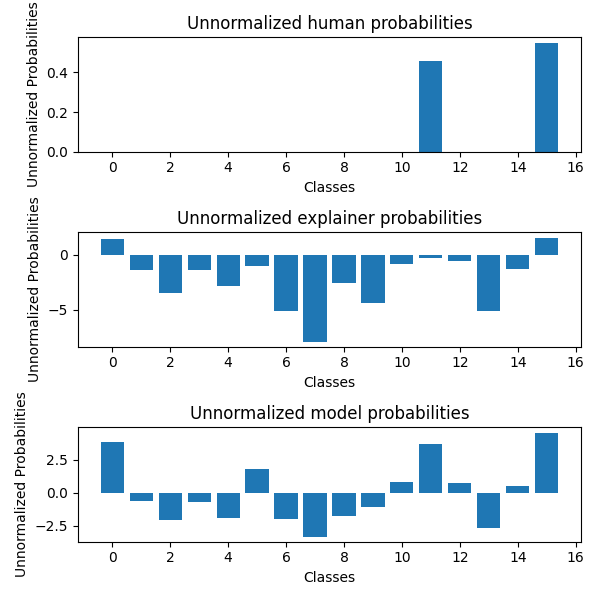 Unnormalized human probabilities
Unnormalized Probabilities
0.4
0.2
0.0
0 2 4 6 8 10 12 14 16
Classes
Unnormalized explainer probabilities
Unnormalized Probabilities
0
−5
0 2 4 6 8 10 12 14 16
Classes
Unnormalized model probabilities
Unnormalized Probabilities
2.5
0.0
−2.5
0 2 4 6 8 10 12 14 16
Classes